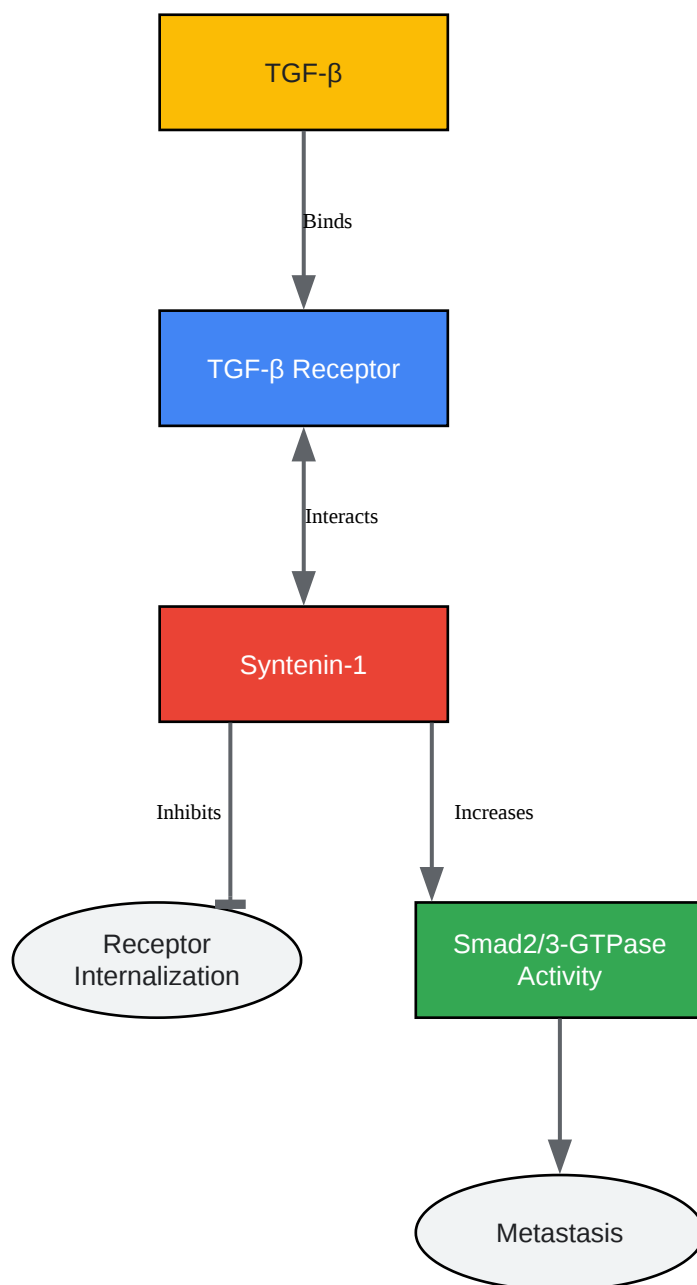 TGF-β
Binds
TGF-β Receptor
Interacts
Syntenin-1
Inhibits
Increases
Receptor
Internalization
Smad2/3-GTPase
Activity
Metastasis